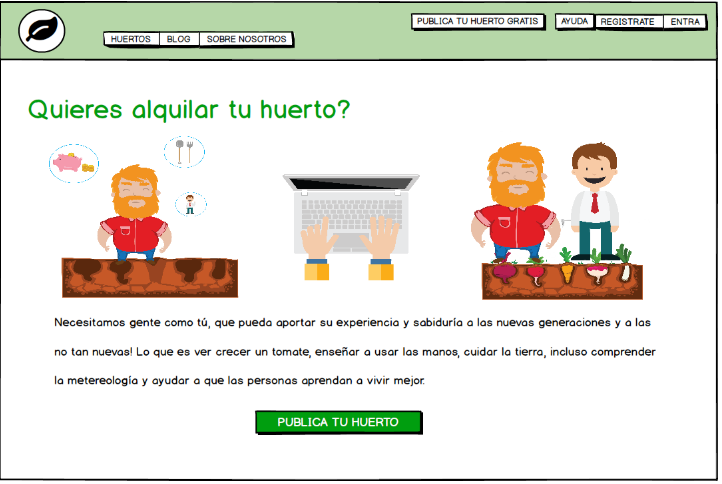 PUBLICA TU HUERTO GRATIS
AYUDA
REGISTRATE
ENTRA
HUERTOS
BLOG
SOBRE NOSOTROS
Quieres alquilar tu huerto?
Necesitamos gente como tú, que pueda aportar su experiencia y sabiduría a las nuevas generaciones y a las
no tan nuevas! Lo que es ver crecer un tomate, enseñar a usar las manos, cuidar la tierra, incluso comprender
la metereología y ayudar a que las personas aprendan a vivir mejor.
PUBLICA TU HUERTO